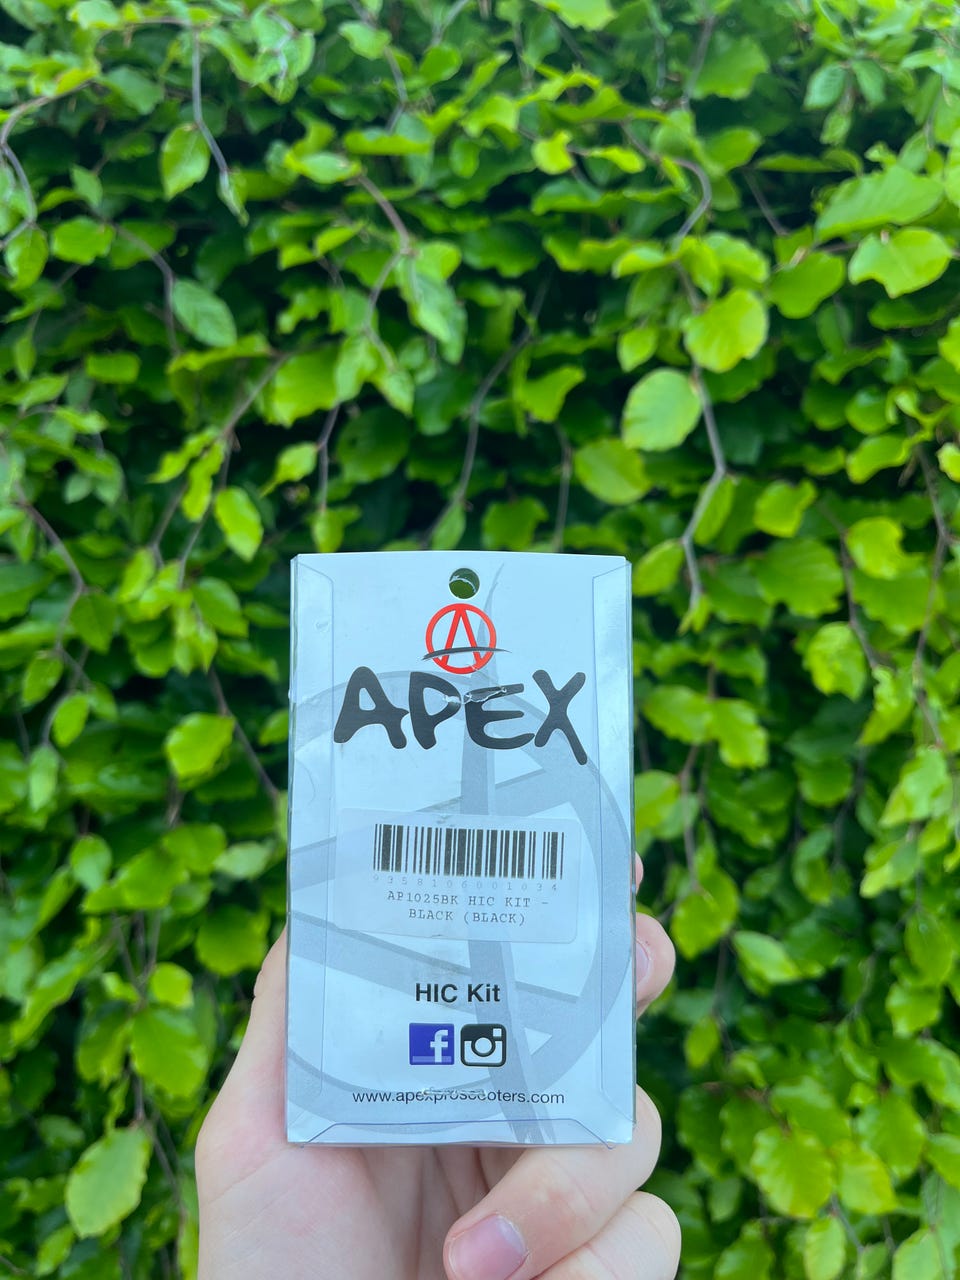 APEX
9358106001034
AP1025BK HIC KIT -
BLACK (BLACK)
HIC Kit
www.apexproscooters.com